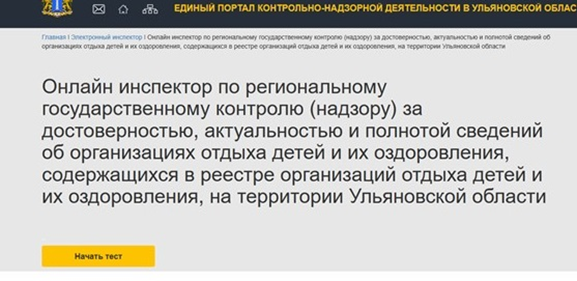 ЕДИНЫЙ ПОРТАЛ КОНТРОЛЬНО-НАДЗОРНОЙ ДЕЯТЕЛЬНОСТИ В УЛЬЯНОВСКОЙ ОБЛАС
Главная I Электронный инспектор I Онлайн инспектор по региональному государственному контролю (надзору) за достоверностью, актуальностью и полнотой сведений об
организациях отдыха детей и их оздоровления, содержащихся в реестре организаций отдыха детей и их оздоровления, на территории Ульяновской области
Онлайн инспектор по региональному
государственному контролю (надзору) за
достоверностью, актуальностью и полнотой сведений
об организациях отдыха детей и их оздоровления,
содержащихся в реестре организаций отдыха детей и
их оздоровления, на территории Ульяновской области
Начать тест